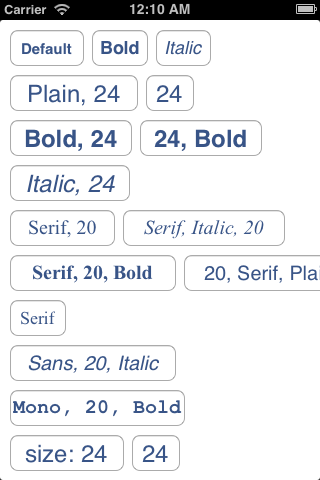 Carrier 12:10 AM
Default Bold Italic
Plain, 24 24
Bold, 24 24, Bold
Italic, 24
Serif, 20 Serif, Italic, 20
Serif, 20, Bold 20, Serif, Plai
Serif
Sans, 20, Italic
Mono, 20, Bold
size: 24 24